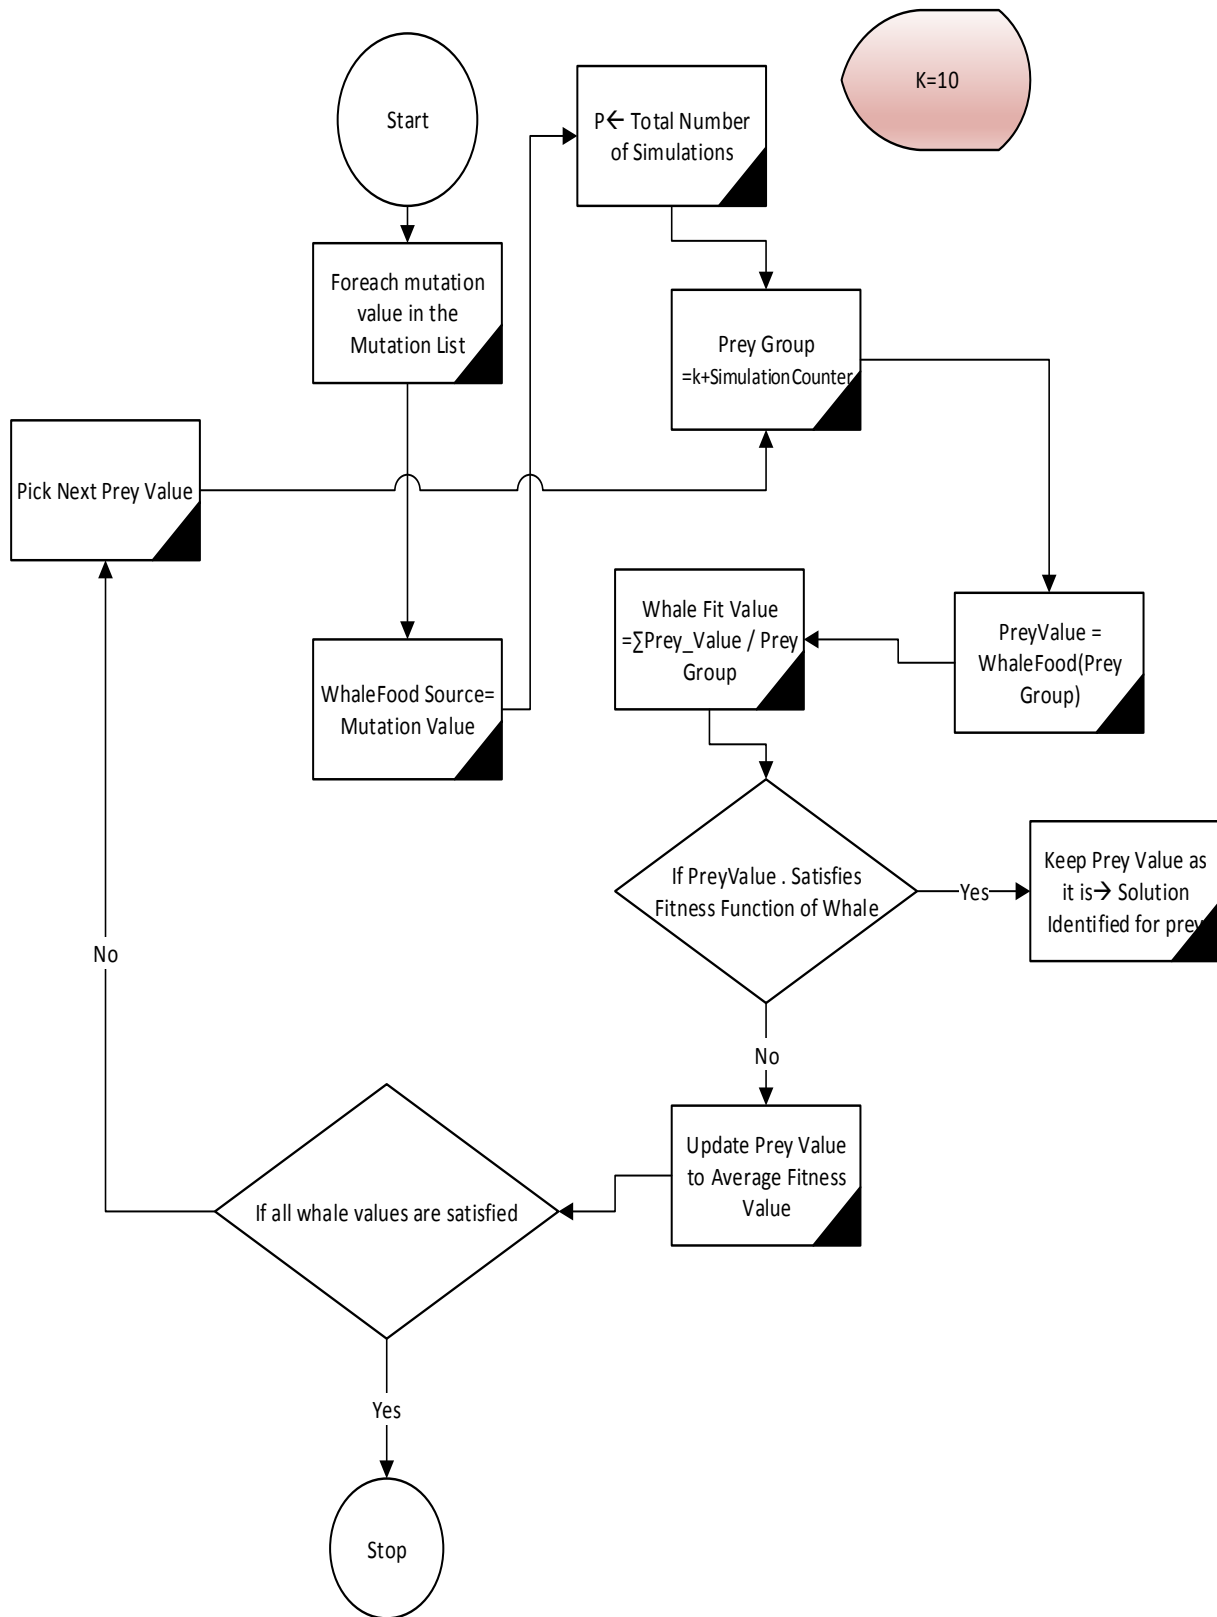 Start
P← Total Number
of Simulations
K=10
Foreach mutation
value in the
Mutation List
Prey Group
=k+SimulationCounter
Pick Next Prey Value
Whale Fit Value
=∑Prey_Value / Prey
Group
PreyValue =
WhaleFood(Prey
Group)
WhaleFood Source=
Mutation Value
If PreyValue . Satisfies
Fitness Function of Whale
Yes
Keep Prey Value as
it is→ Solution
Identified for prey
No
No
Update Prey Value
to Average Fitness
Value
If all whale values are satisfied
Yes
Stop